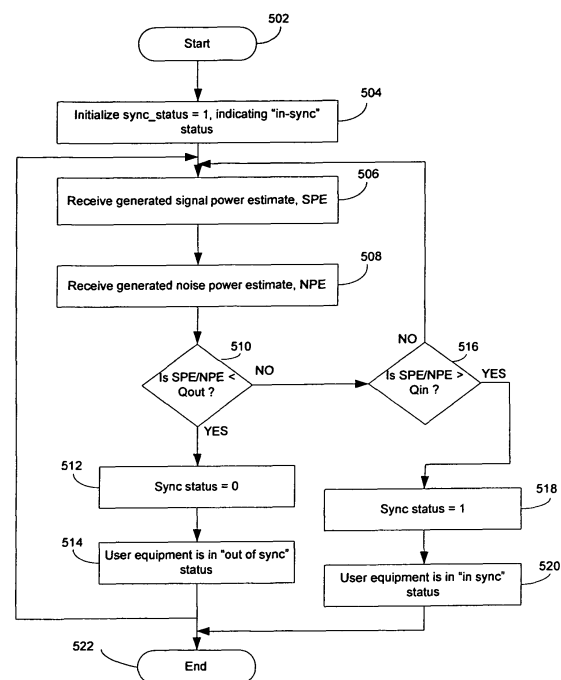 502
Start
504
Initialize sync_status = 1, indicating "in-sync"
status
506
Receive generated signal power estimate, SPE
508
Receive generated noise power estimate, NPE
510
Is SPE/NPE <
Qout ?
NO
YES
NO
516
Is SPE/NPE >
Qin ?
YES
512
Sync status = 0
518
Sync status = 1
514
User equipment is in "out of sync"
status
520
User equipment is in "in sync"
status
522
End